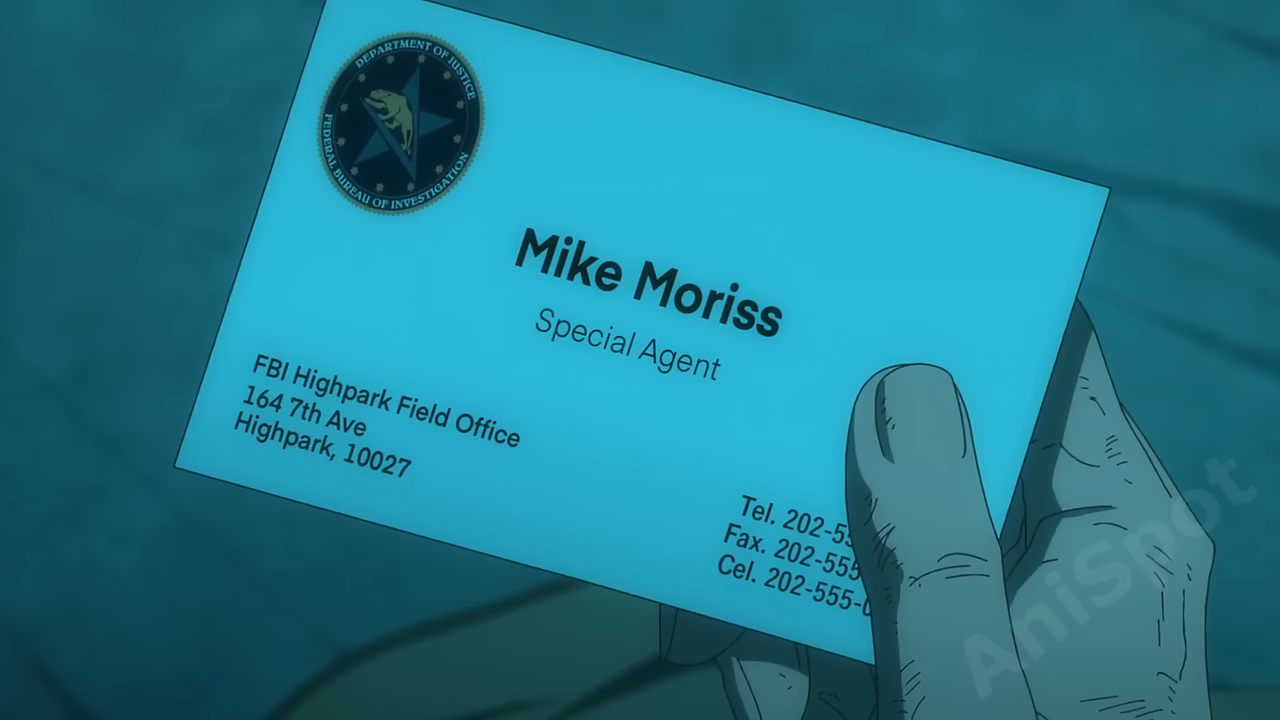 DEPARTMENT OF JUSTICE
FEDERAL BUREAU OF INVESTIGATION
Mike Moriss
Special Agent
FBI Highpark Field Office
164 7th Ave
Highpark, 10027
Tel. 202-55
Fax. 202-555
Cel. 202-555-0
AniSpot